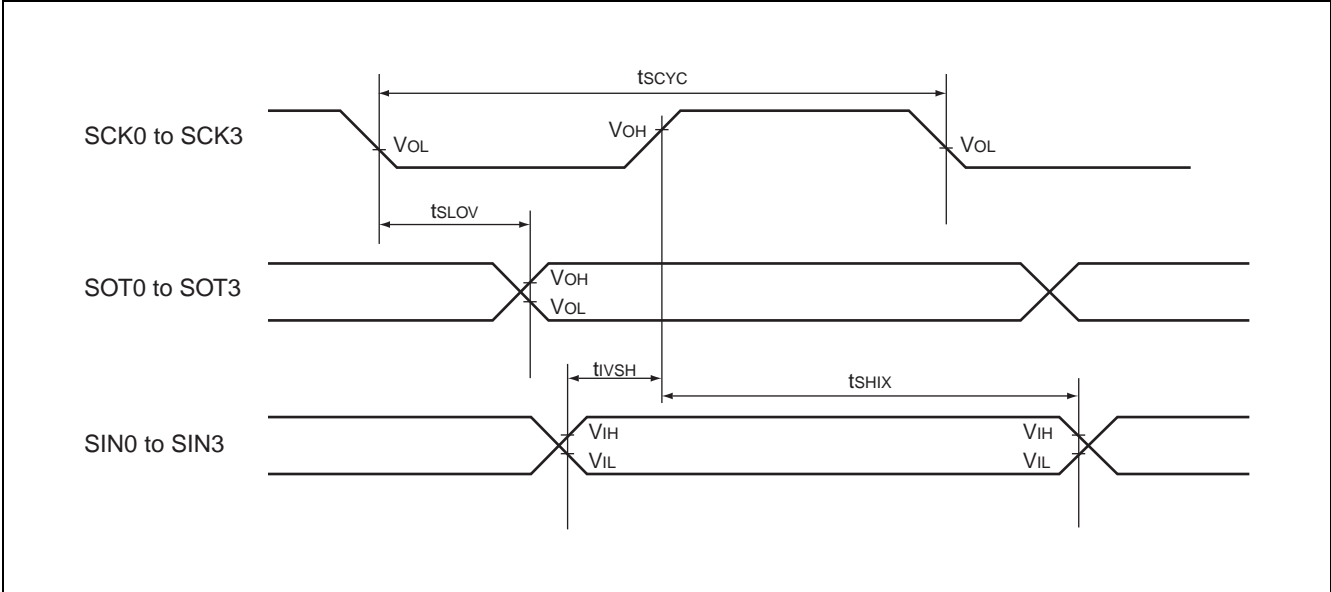 tSCYC
SCK0 to SCK3
VOL
VOH
VOL
tSLOV
SOT0 to SOT3
VOH
VOL
tIVSH
tSHIX
SIN0 to SIN3
VIH
VIH
VIL
VIL